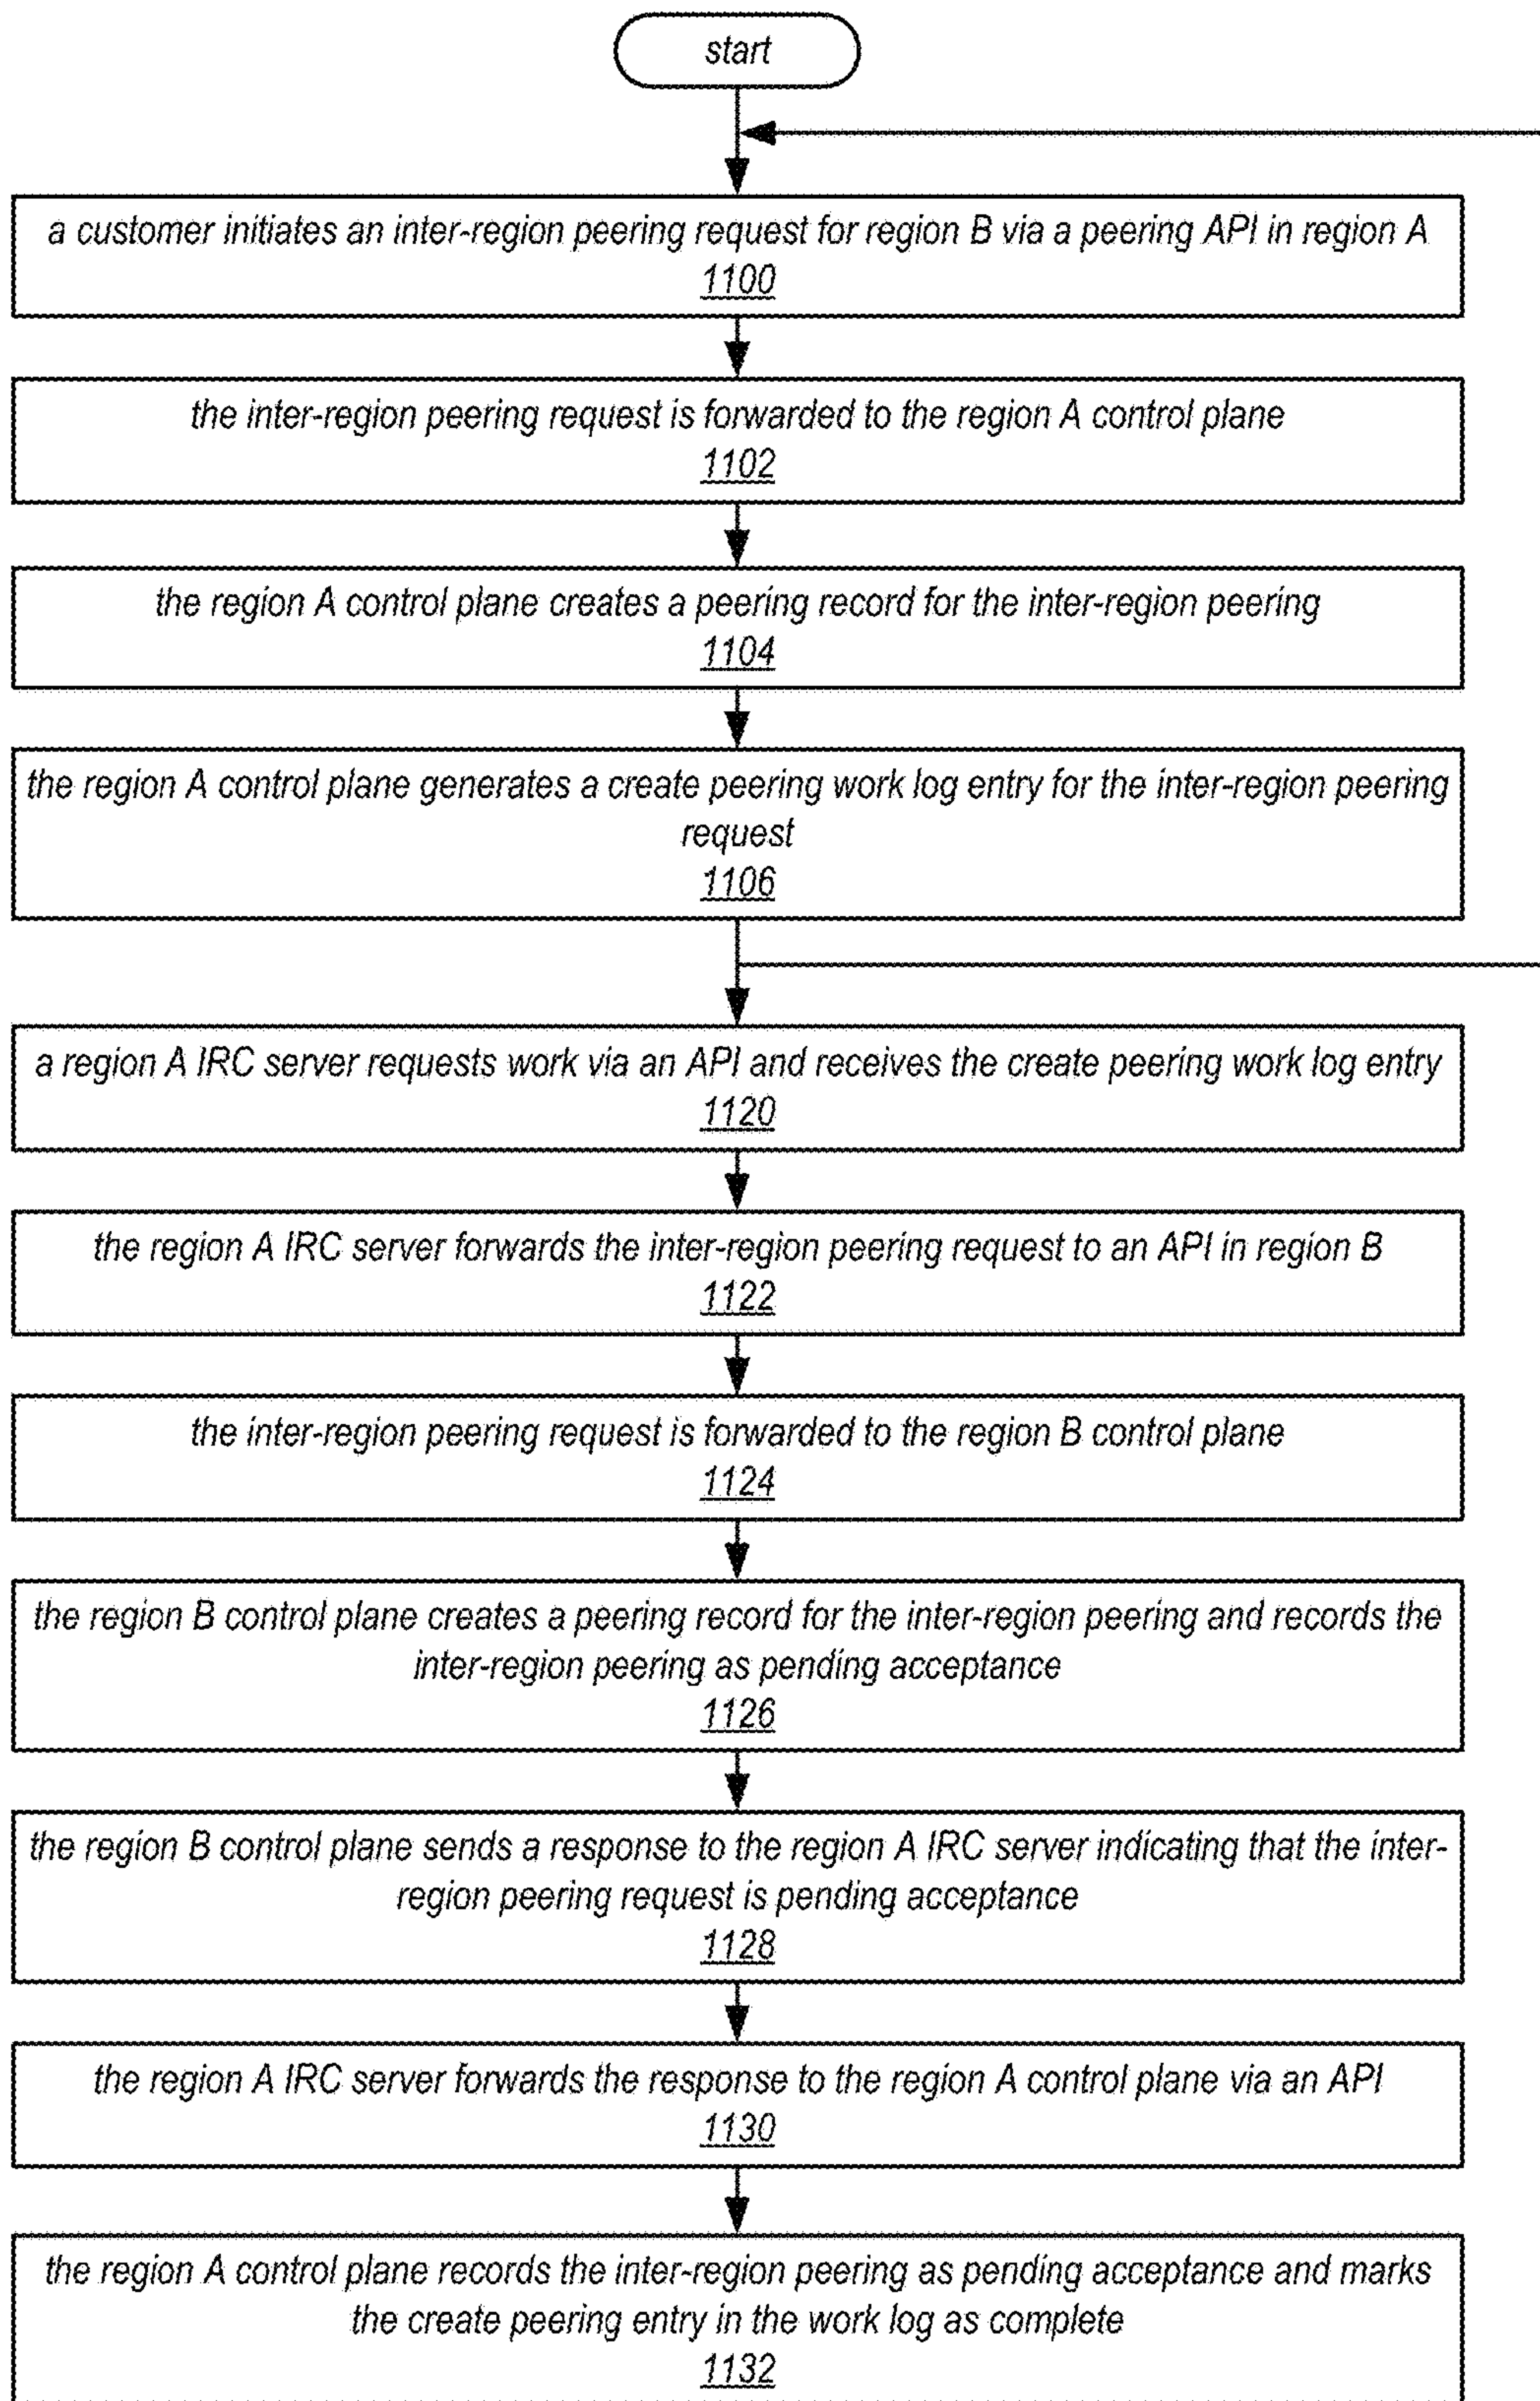 start
a customer initiates an inter-region peering request for region B via a peering API in region A
1100
the inter-region peering request is forwarded to the region A control plane
1102
the region A control plane creates a peering record for the inter-region peering
1104
the region A control plane generates a create peering work log entry for the inter-region peering
request
1106
a region A IRC server requests work via an API and receives the create peering work log entry
1120
the region A IRC server forwards the inter-region peering request to an API in region B
1122
the inter-region peering request is forwarded to the region B control plane
1124
the region B control plane creates a peering record for the inter-region peering and records the
inter-region peering as pending acceptance
1126
the region B control plane sends a response to the region A IRC server indicating that the inter-
region peering request is pending acceptance
1128
the region A IRC server forwards the response to the region A control plane via an API
1130
the region A control plane records the inter-region peering as pending acceptance and marks
the create peering entry in the work log as complete
1132